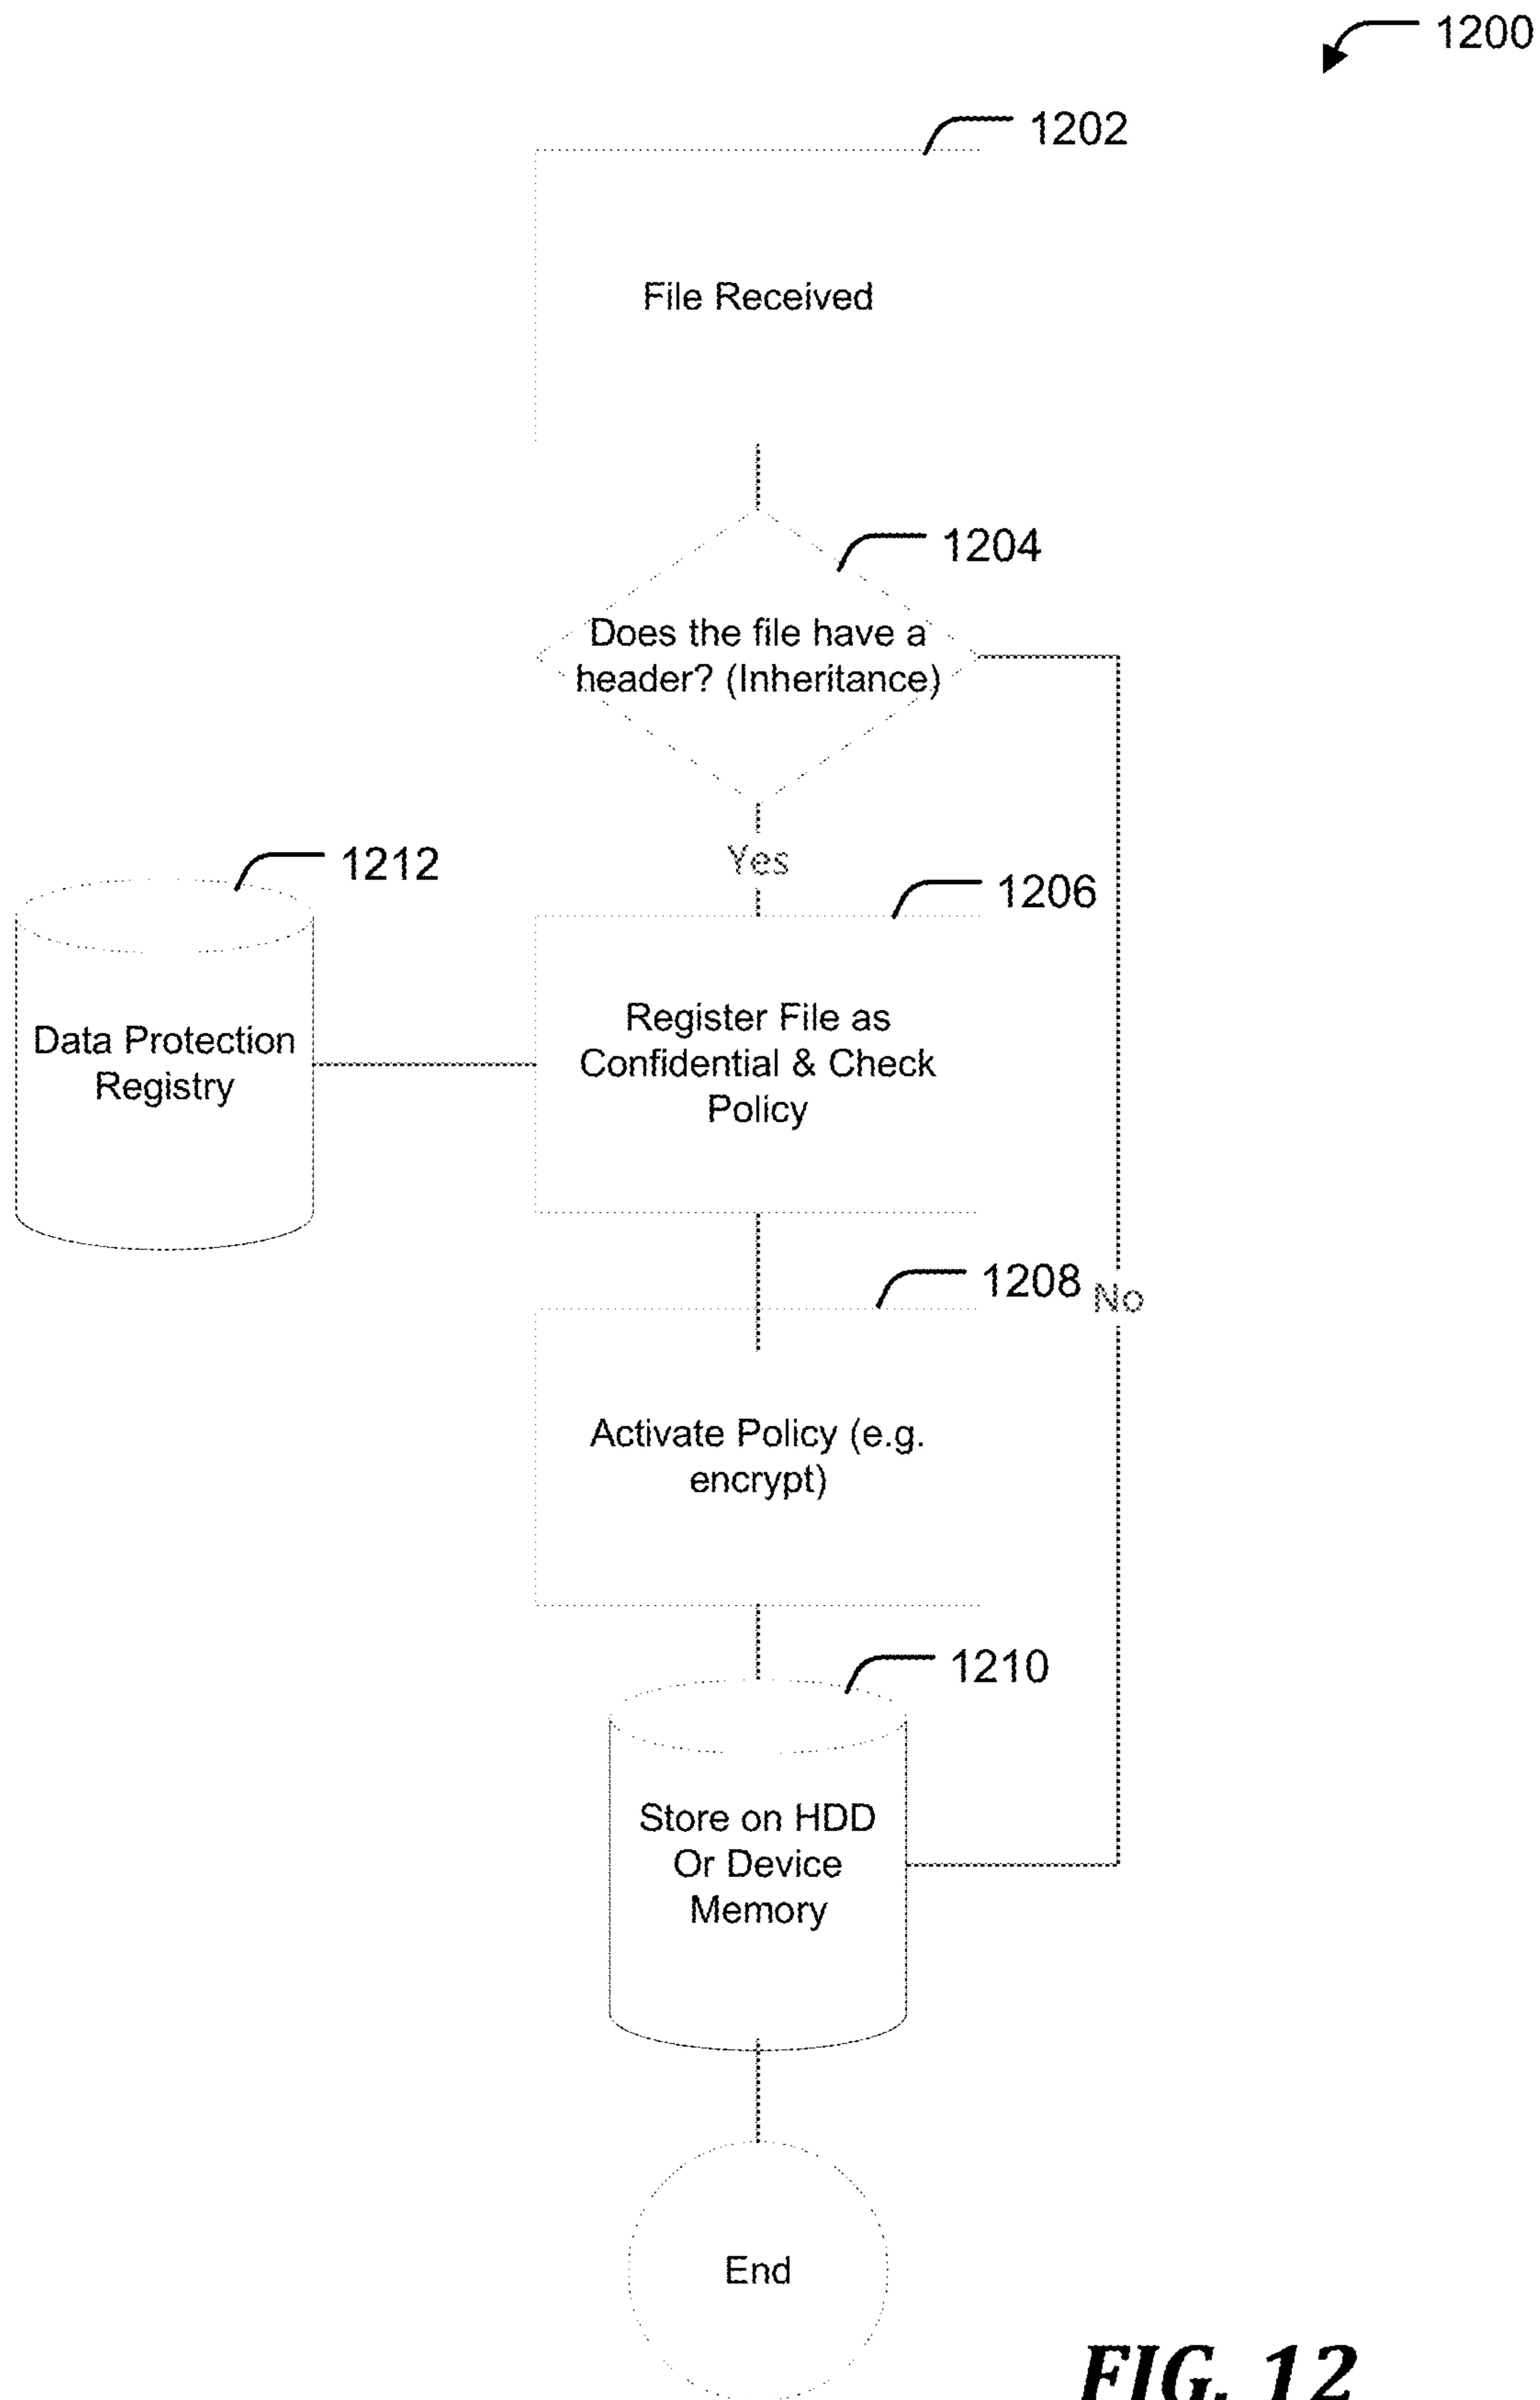 1200
1202
File Received
1204
Does the file have a
header? (Inheritance)
Yes
1212
1206
Data Protection
Registry
Register File as
Confidential & Check
Policy
1208
No
Activate Policy (e.g.
encrypt)
1210
Store on HDD
Or Device
Memory
End
FIG. 12